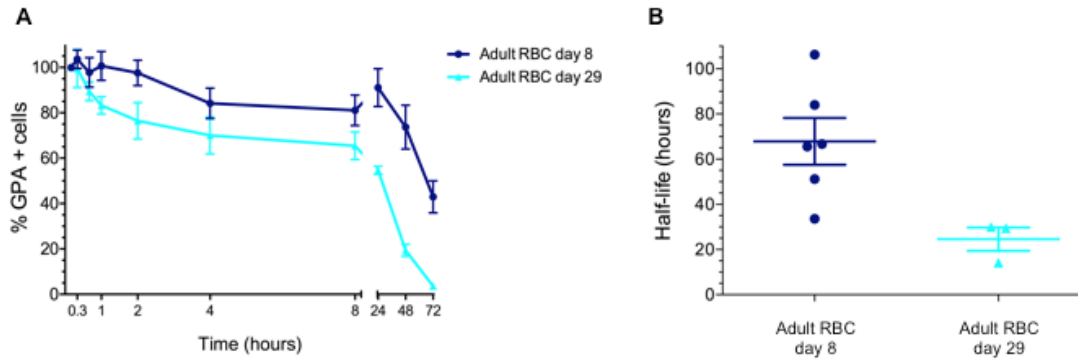 A
% GPA + cells
100
80
60
40
20
0
0.3 1 2 4 8 24 48 72
Time (hours)
Adult RBC day 8
Adult RBC day 29
B
Half-life (hours)
100
80
60
40
20
0
Adult RBC Adult RBC
day 8 day 29